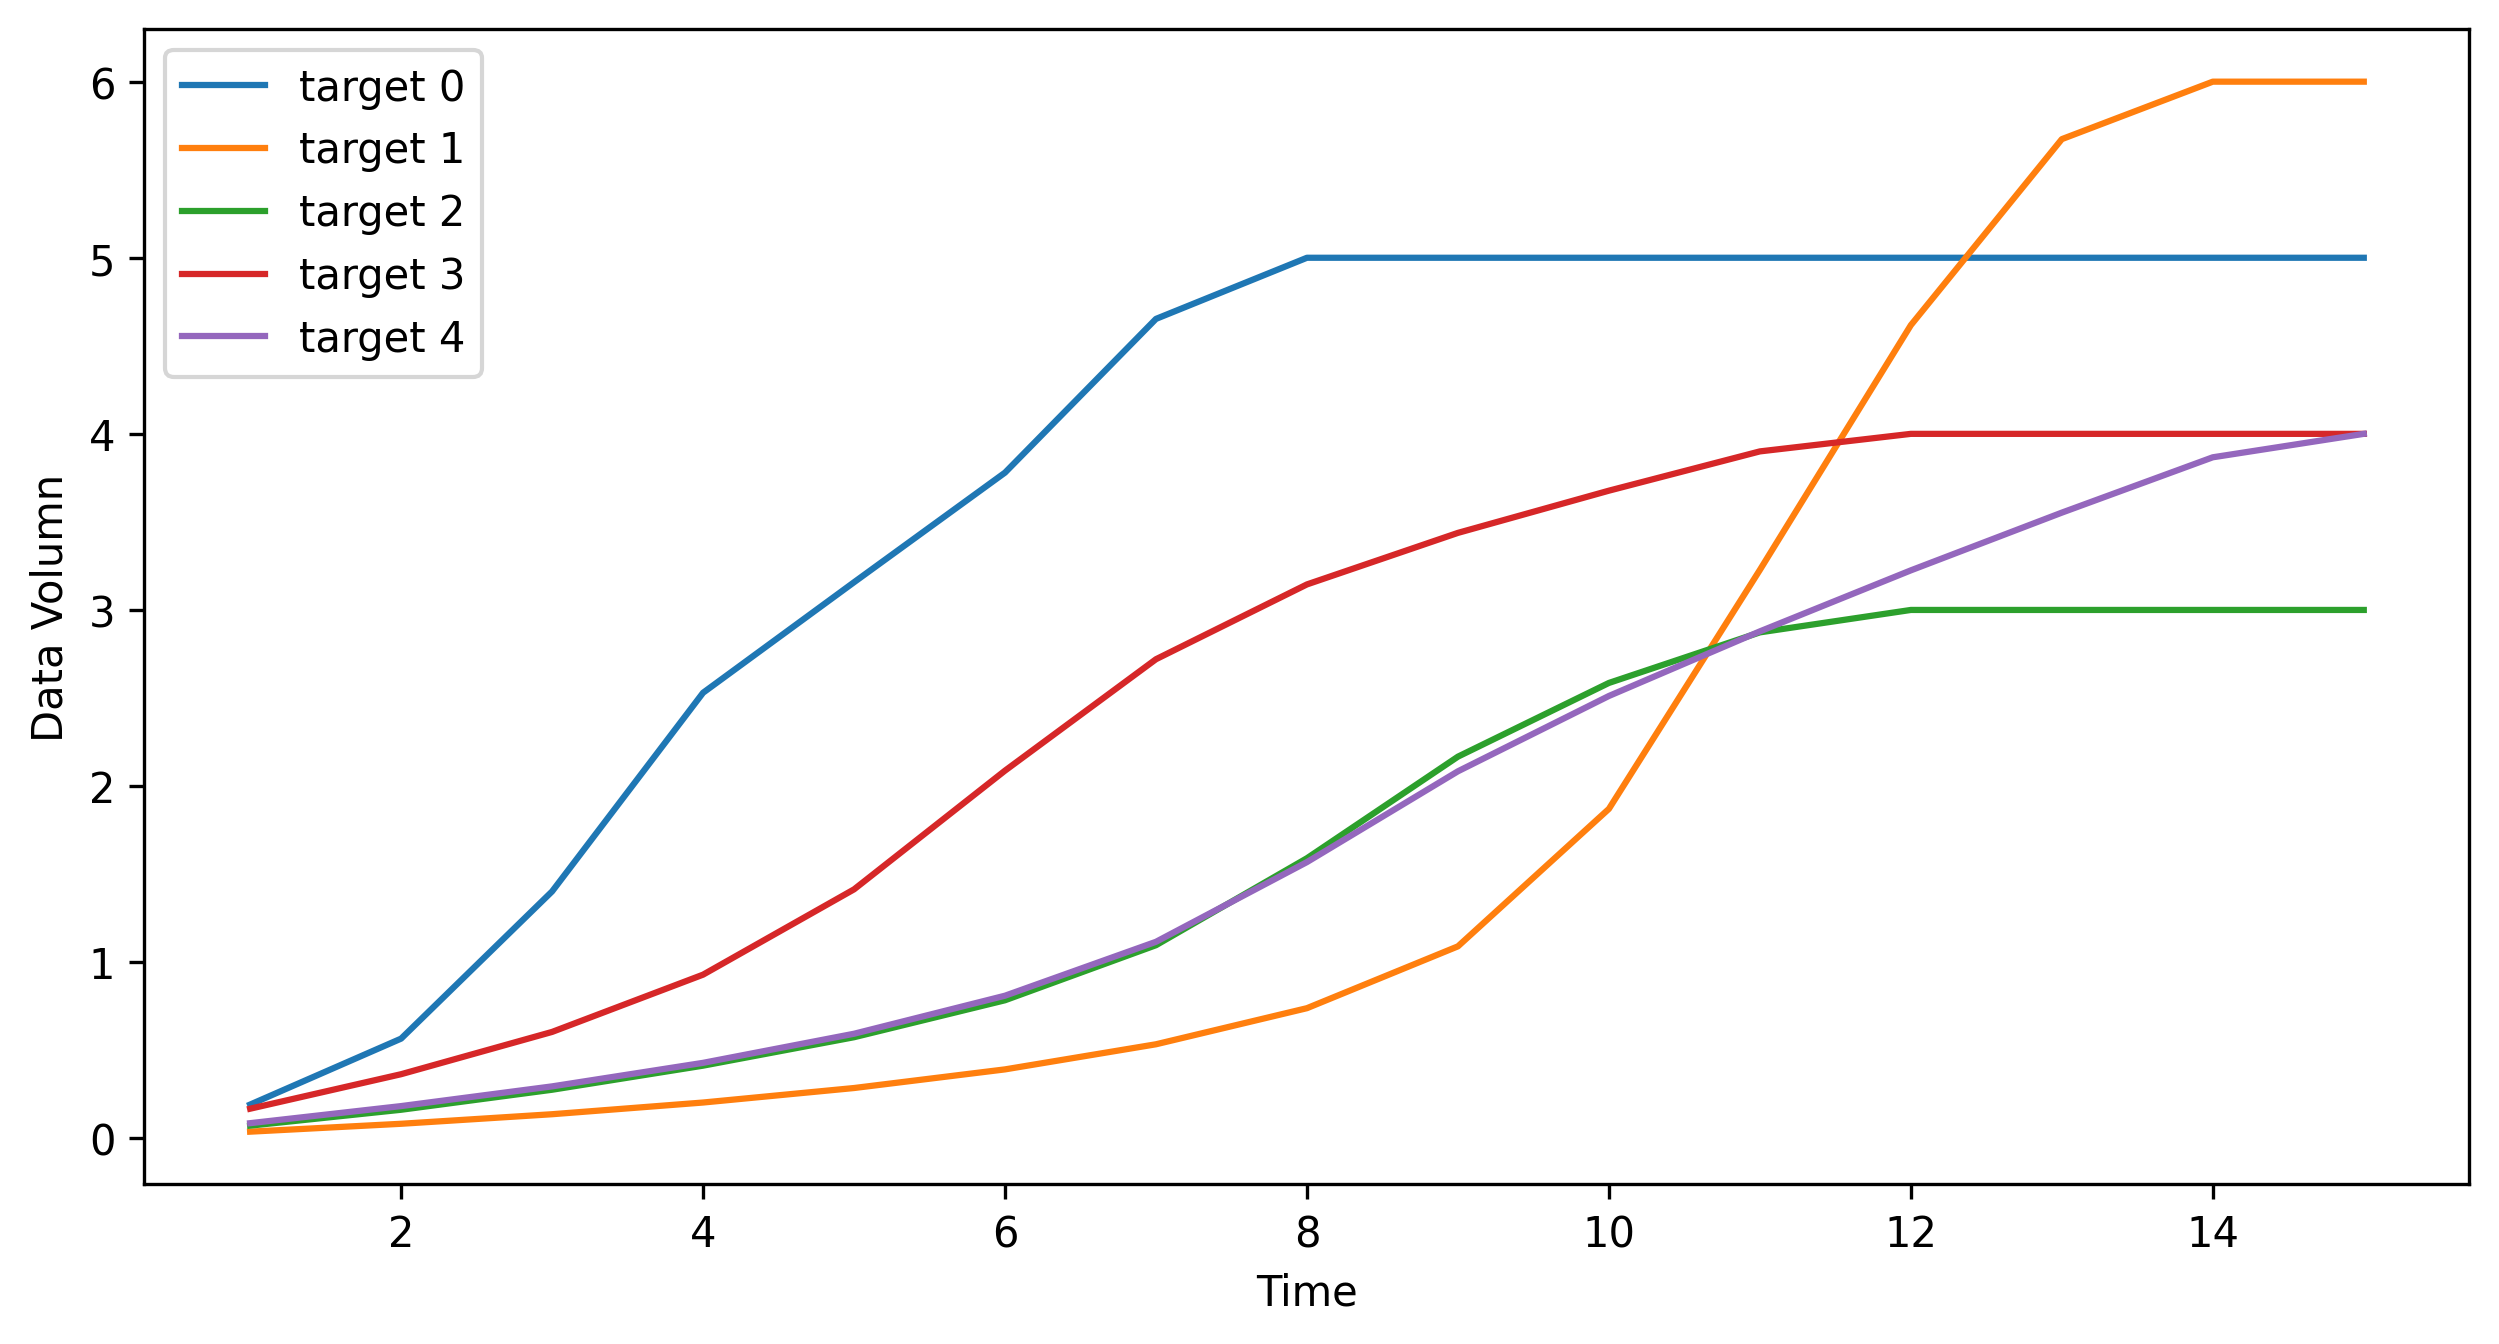 target 0
target 1
target 2
target 3
target 4
6
5
4
3
2
1
0
Data Volumn
2 4 6 8 10 12 14
Time